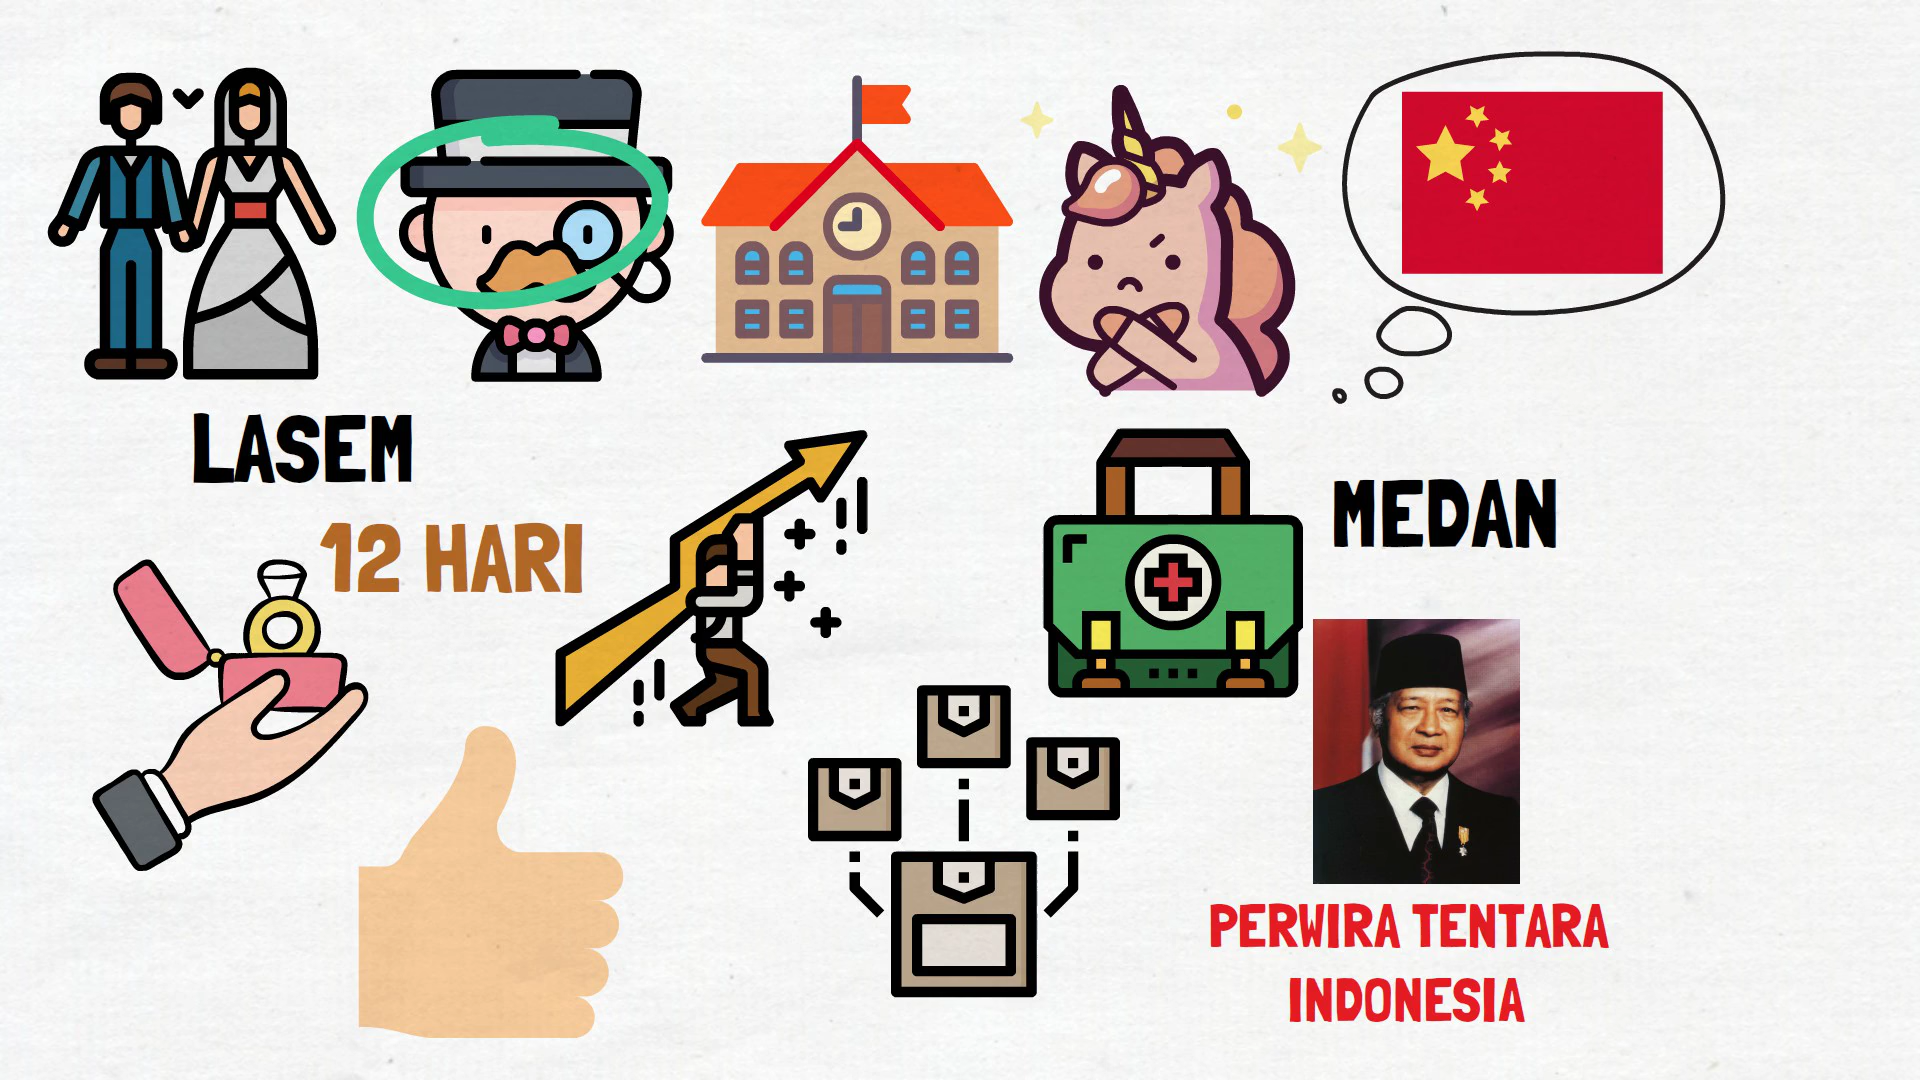 LASEM
12 HARI
MEDAN
PERWIRA TENTARA
INDONESIA